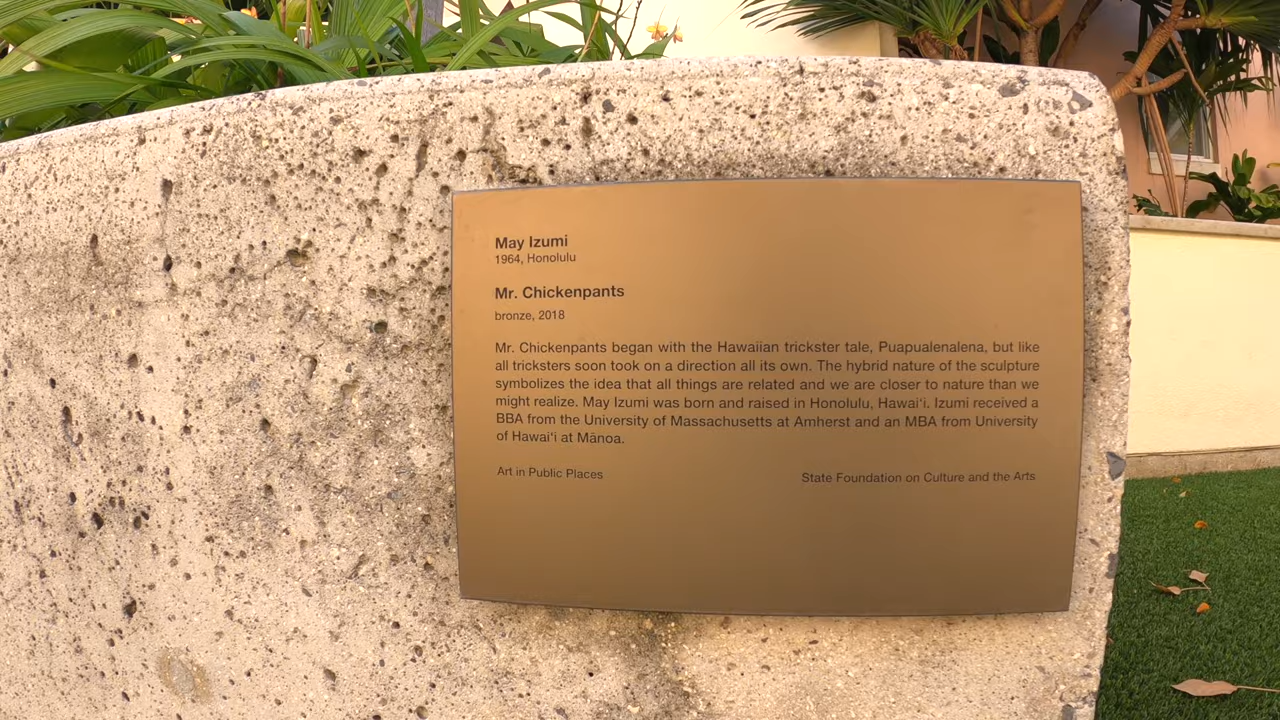 May Izumi
1964, Honolulu
Mr. Chickenpants
bronze, 2018
Mr. Chickenpants began with the Hawaiian trickster tale, Puapualenalena, but like
all tricksters soon took on a direction all its own. The hybrid nature of the sculpture
symbolizes the idea that all things are related and we are closer to nature than we
might realize. May Izumi was born and raised in Honolulu, Hawaiʻi. Izumi received a
BBA from the University of Massachusetts at Amherst and an MBA from University
of Hawaiʻi at Mānoa.
Art in Public Places
State Foundation on Culture and the Arts